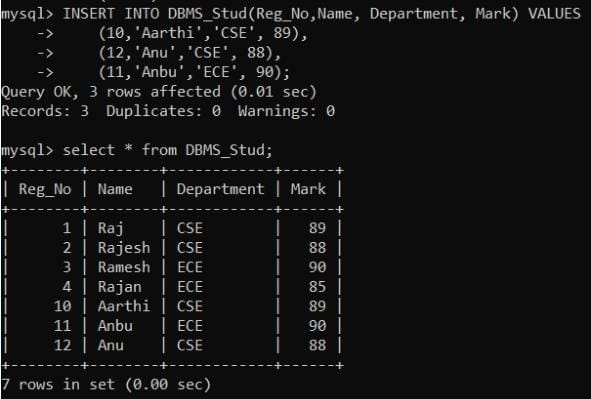 mysql> INSERT INTO DBMS_Stud(Reg_No,Name, Department, Mark) VALUES
    ->     (10,'Aarthi','CSE', 89),
    ->     (12,'Anu','CSE', 88),
    ->     (11,'Anbu','ECE', 90);
Query OK, 3 rows affected (0.01 sec)
Records: 3  Duplicates: 0  Warnings: 0

mysql> select * from DBMS_Stud;
+--------+--------+------------+------+
| Reg_No | Name   | Department | Mark |
+--------+--------+------------+------+
|      1 | Raj    | CSE        |   89 |
|      2 | Rajesh | CSE        |   88 |
|      3 | Ramesh | ECE        |   90 |
|      4 | Rajan  | ECE        |   85 |
|     10 | Aarthi | CSE        |   89 |
|     11 | Anbu   | ECE        |   90 |
|     12 | Anu    | CSE        |   88 |
+--------+--------+------------+------+
7 rows in set (0.00 sec)